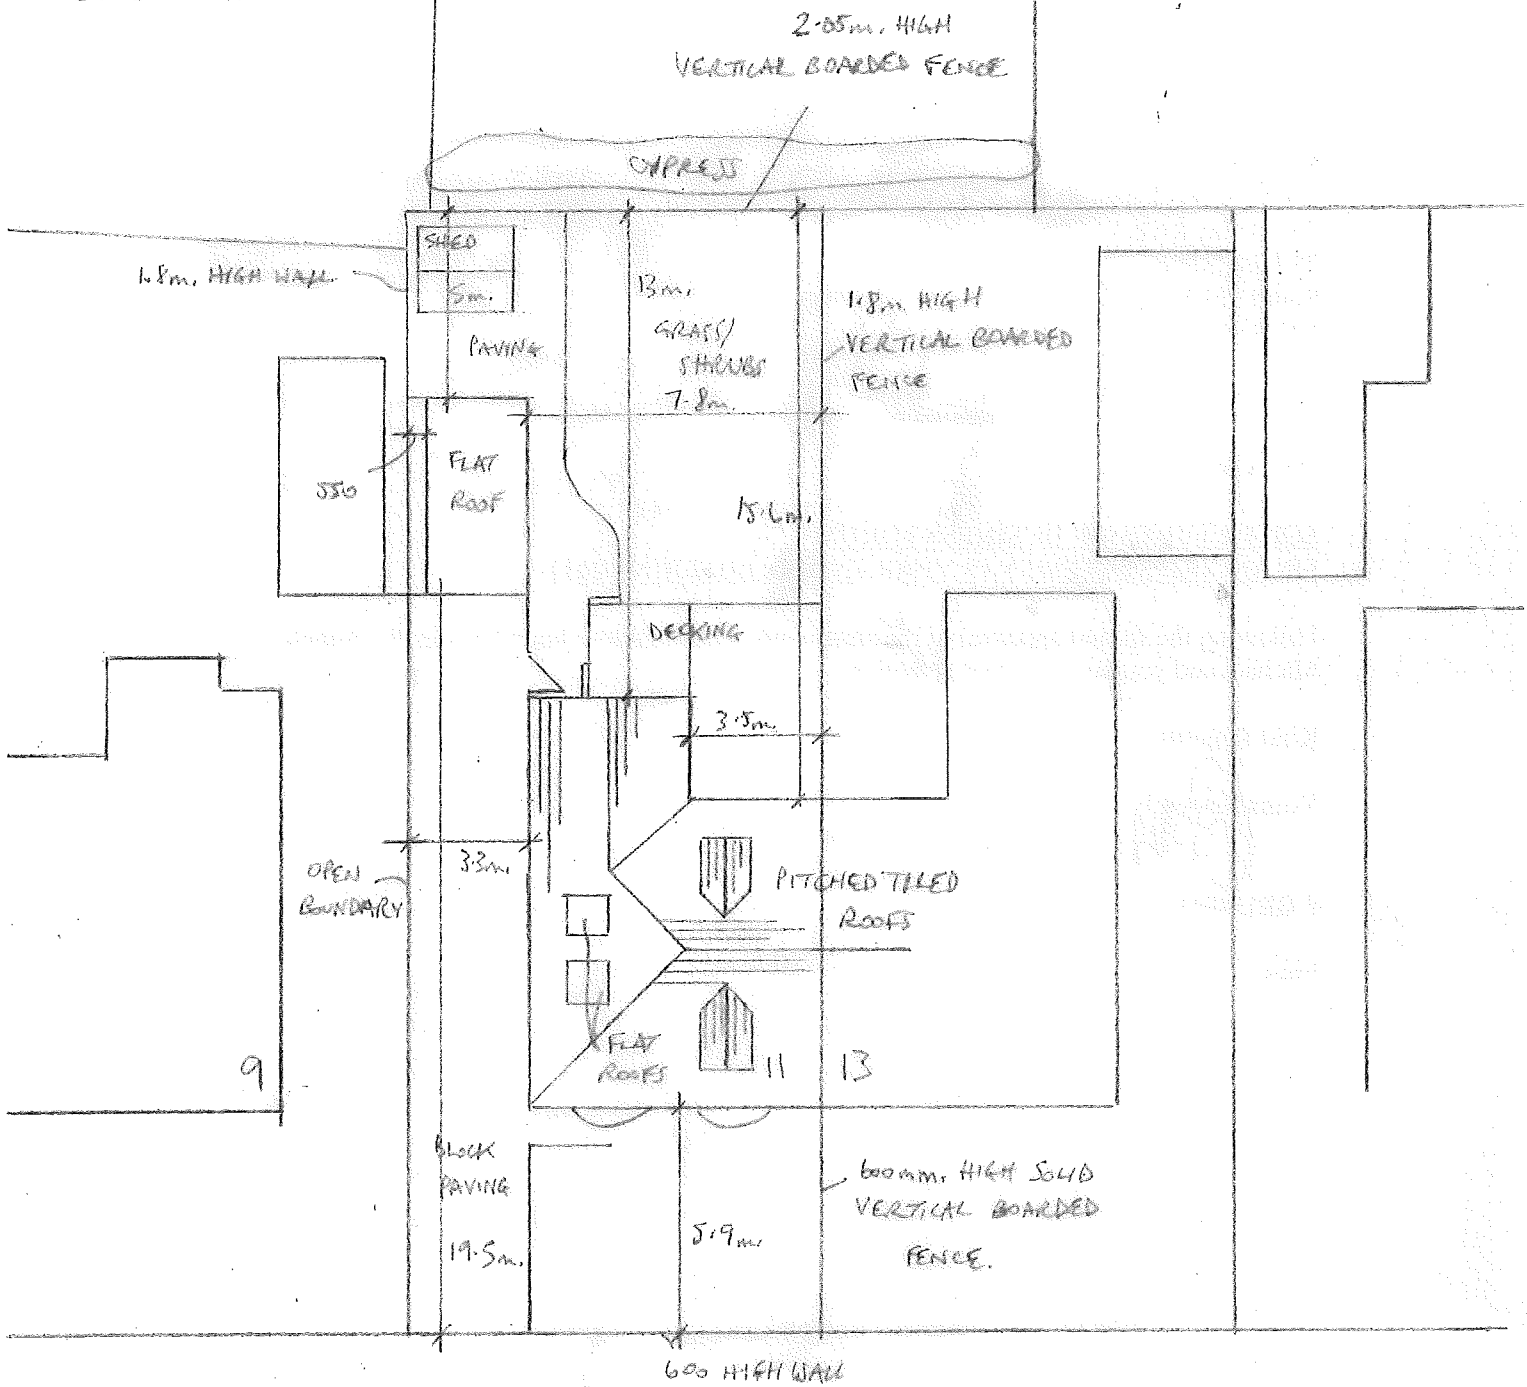 2.05m. HIGH
VERTICAL BOARDED FENCE
CYPRESS
SHED
1.8m. HIGH WALL
5m.
13m.
PAVING
GRASS/
SHRUBS
7.8m.
1.8m HIGH
VERTICAL BOARDED
FENCE
550
FLAT
ROOF
15.6m.
DECKING
3.5m.
3.3m.
OPEN
BOUNDARY
PITCHED TILED
ROOFS
FLAT
ROOFS
9
11
13
BLOCK
PAVING
19.5m.
5.9m.
600mm. HIGH SOLID
VERTICAL BOARDED
FENCE.
600 HIGH WALL